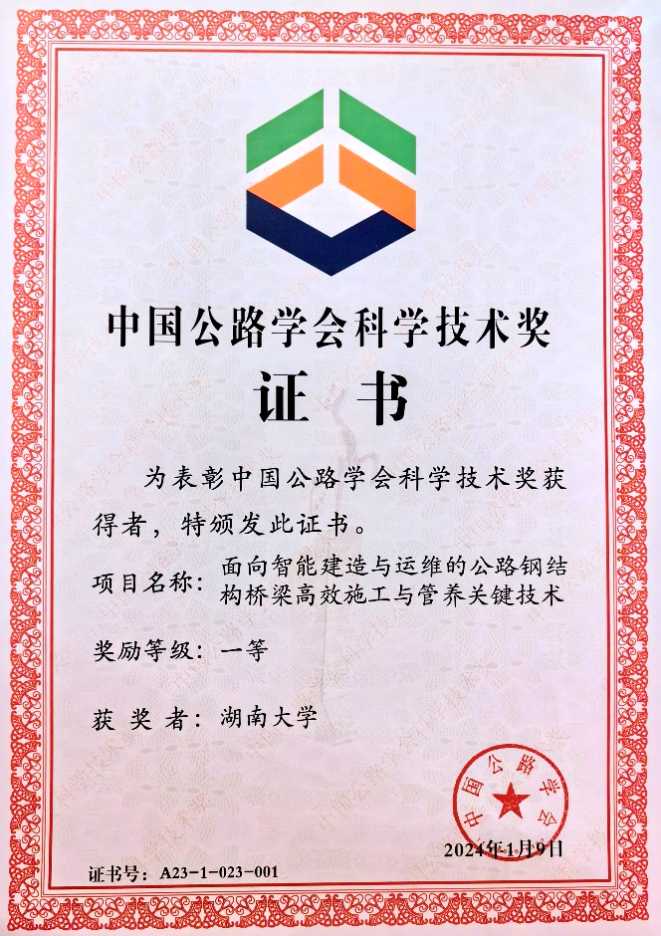 中国公路学会科学技术奖
证 书
为表彰中国公路学会科学技术奖获
得者，特颁发此证书。
项目名称：面向智能建造与运维的公路钢结
构桥梁高效施工与管养关键技术
奖励等级：一等
获 奖 者：湖南大学
中国公路学会
2024年1月9日
证书号：A23-1-023-001